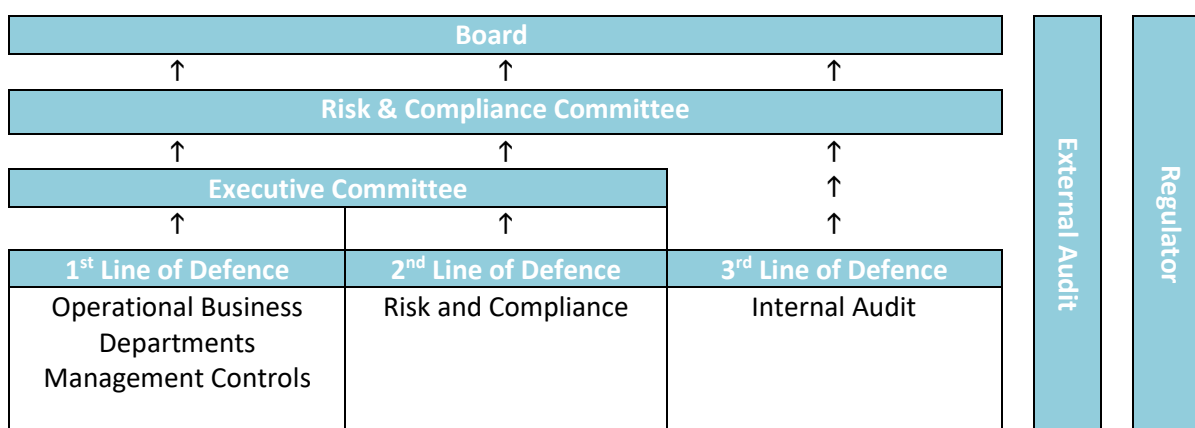 Board
↑ ↑ ↑
Risk & Compliance Committee
↑ ↑ ↑
Executive Committee ↑
↑ ↑ ↑
1st Line of Defence 2nd Line of Defence 3rd Line of Defence
Operational Business Risk and Compliance Internal Audit
Departments
Management Controls
External Audit
Regulator